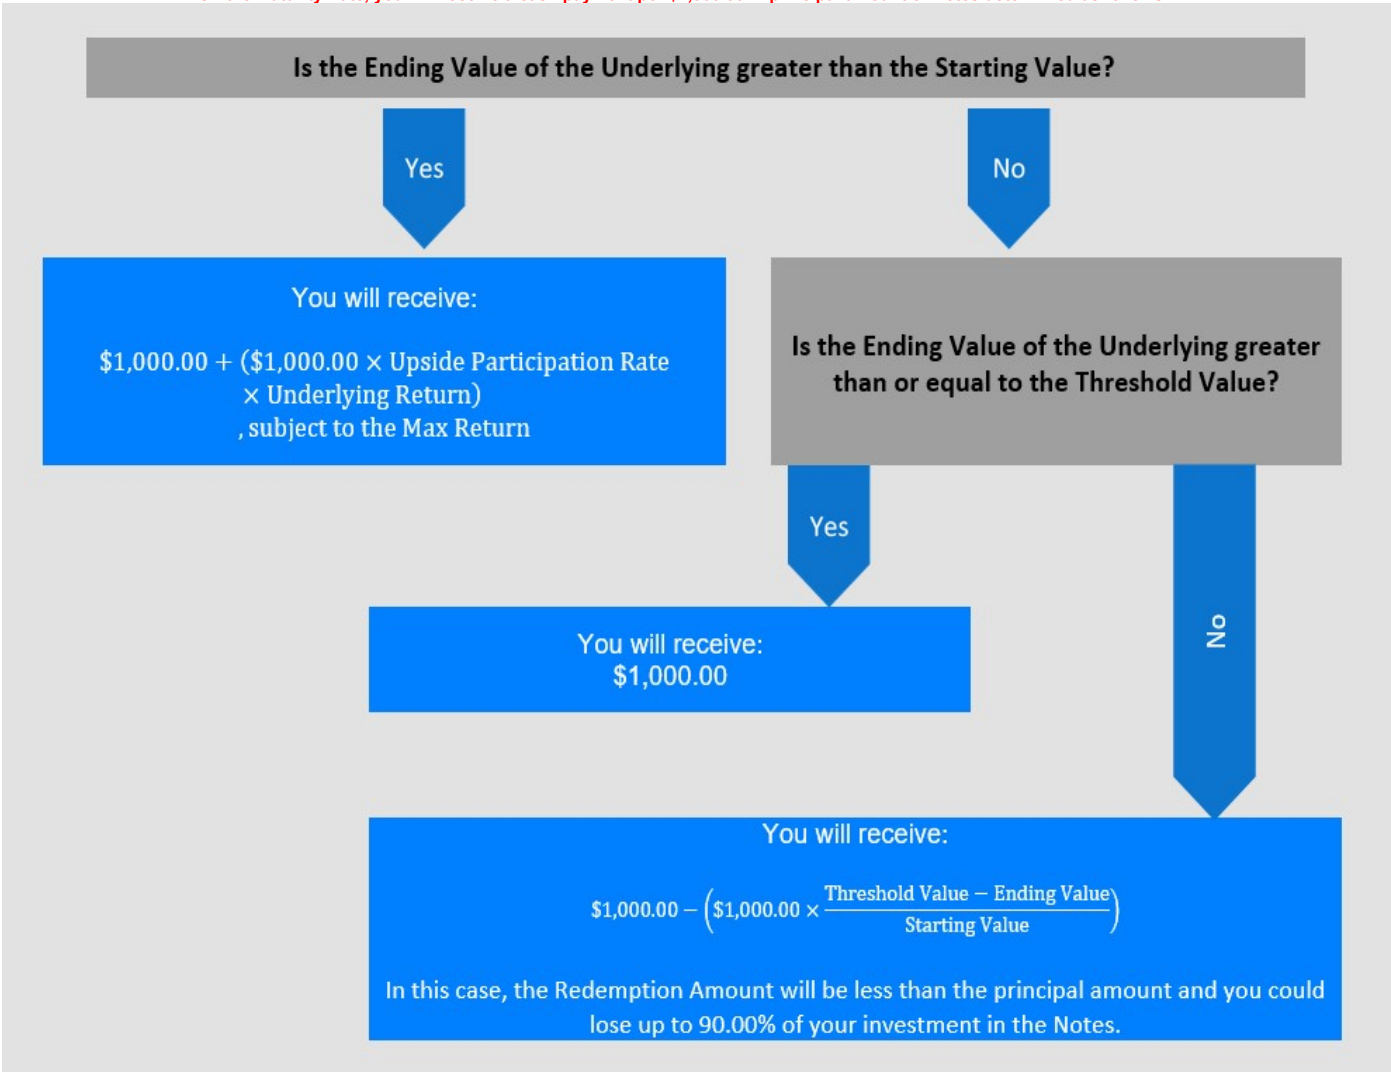 Is the Ending Value of the Underlying greater than the Starting Value?
Yes
No
You will receive:
$1,000.00 + ($1,000.00 × Upside Participation Rate
× Underlying Return)
, subject to the Max Return
Is the Ending Value of the Underlying greater
than or equal to the Threshold Value?
Yes
No
You will receive:
$1,000.00
You will receive:
$1,000.00 − ($1,000.00 × (Threshold Value − Ending Value) / Starting Value)
In this case, the Redemption Amount will be less than the principal amount and you could
lose up to 90.00% of your investment in the Notes.